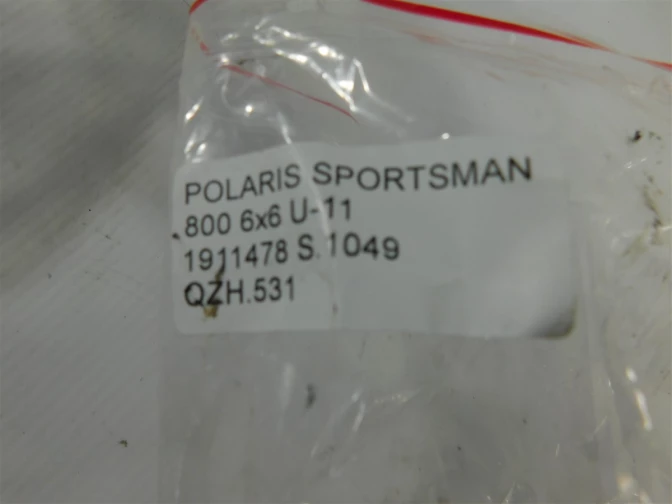 POLARIS SPORTSMAN
800 6x6 U-11
1911478 S.1049
QZH.531